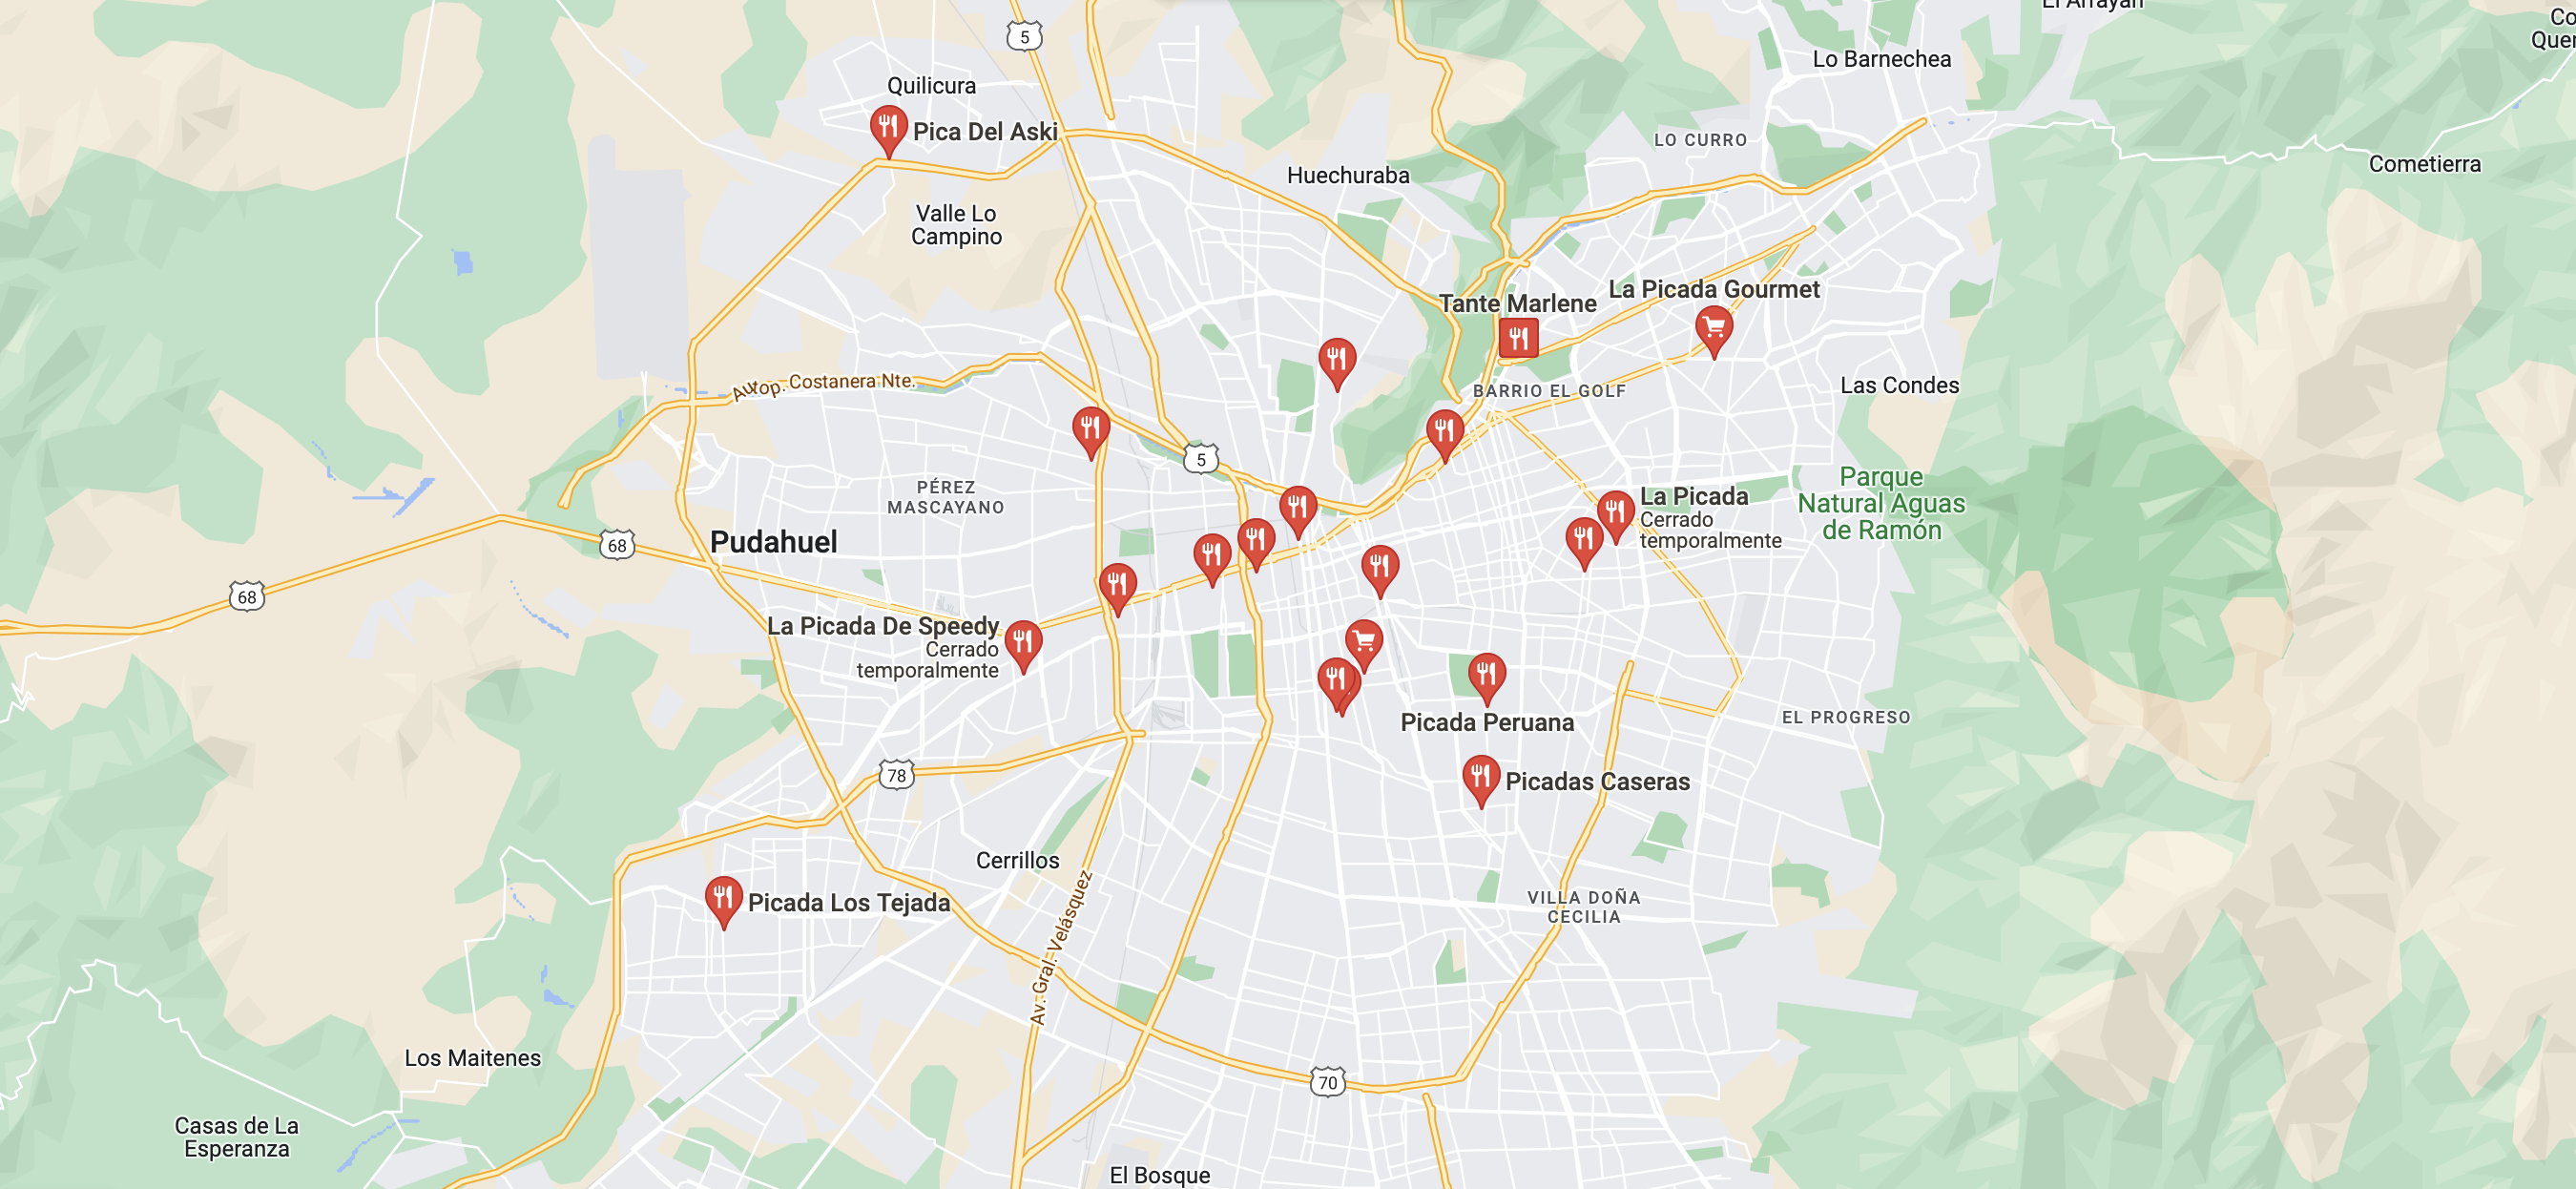 El Arrayán
5
Lo Barnechea
Quilicura
Pica Del Aski
LO CURRO
Cometierra
Huechuraba
Valle Lo
Campino
Tante Marlene
La Picada Gourmet
Autop. Costanera Nte.
BARRIO EL GOLF
Las Condes
5
PÉREZ
MASCAYANO
La Picada
Cerrado
temporalmente
Parque
Natural Aguas
de Ramón
Pudahuel
68
68
La Picada De Speedy
Cerrado
temporalmente
Picada Peruana
EL PROGRESO
78
Picadas Caseras
Cerrillos
Picada Los Tejada
VILLA DOÑA
CECILIA
Av. Gral. Velásquez
Los Maitenes
70
Casas de La
Esperanza
El Bosque